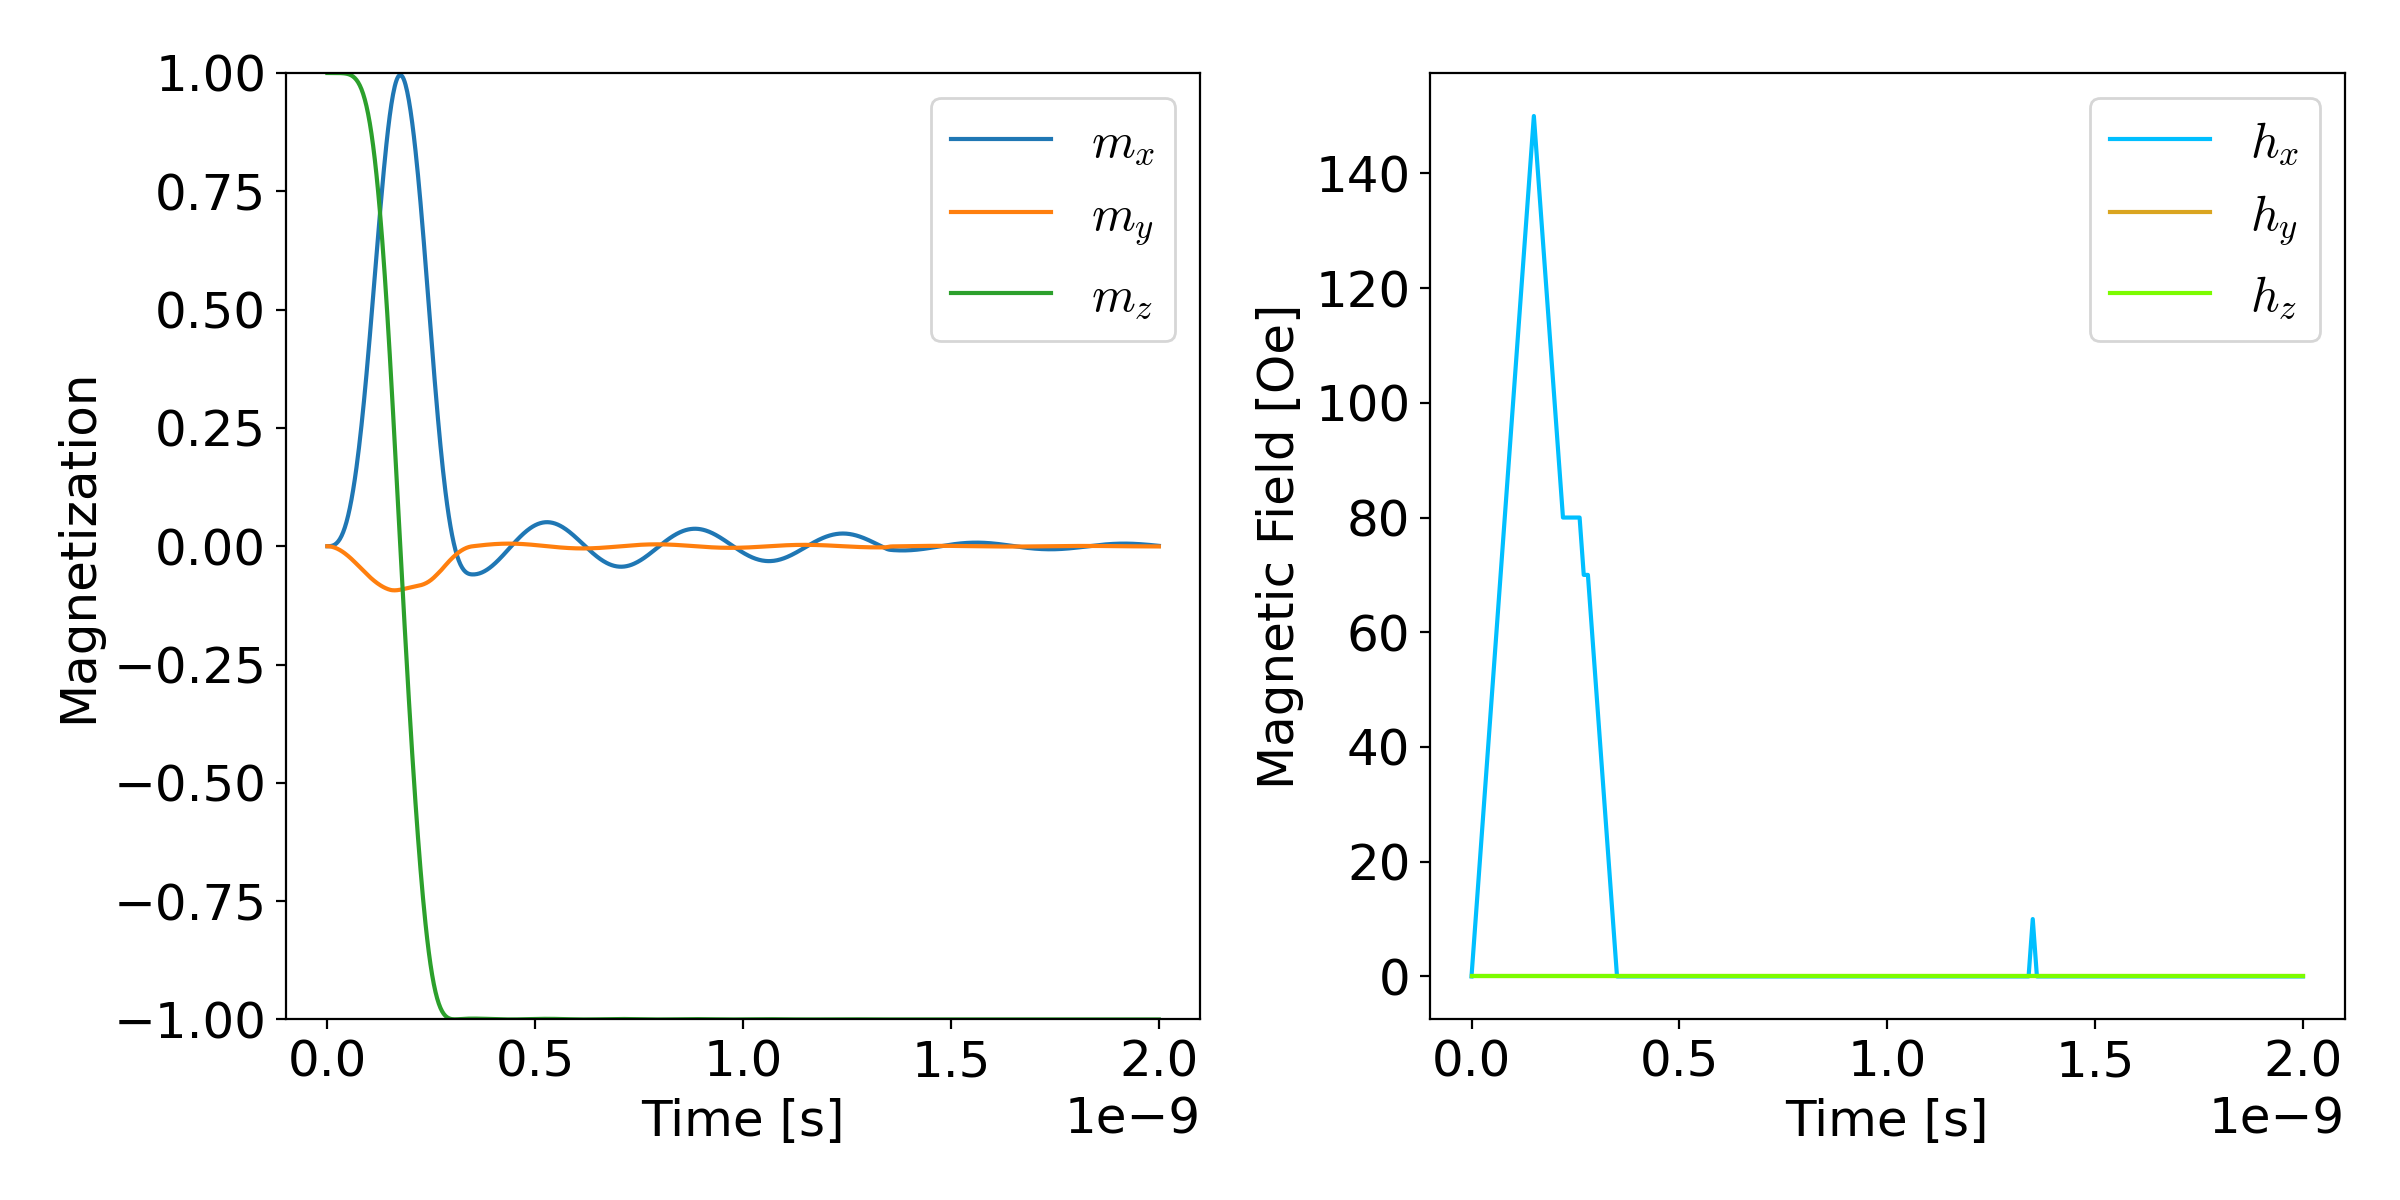 Magnetization
1.00
0.75
0.50
0.25
0.00
−0.25
−0.50
−0.75
−1.00
0.0 0.5 1.0 1.5 2.0
Time [s]
1e−9
m_x
m_y
m_z
Magnetic Field [Oe]
140
120
100
80
60
40
20
0
0.0 0.5 1.0 1.5 2.0
Time [s]
1e−9
h_x
h_y
h_z